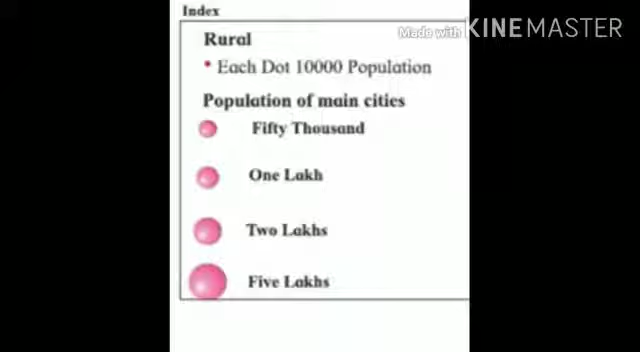 Index
Made with KINEMASTER
Rural
Each Dot 10000 Population
Population of main cities
Fifty Thousand
One Lakh
Two Lakhs
Five Lakhs